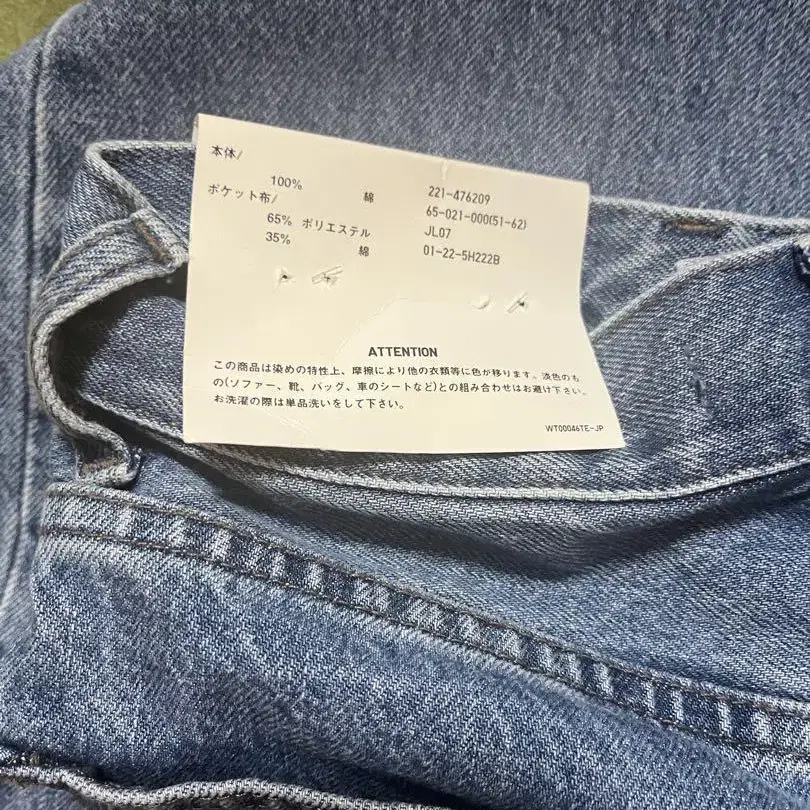 本体/
100% 綿
ポケット布/
65% ポリエステル
35% 綿
221-476209
65-021-000(51-62)
JL07
01-22-5H222B
ATTENTION
この商品は染めの特性上、摩擦により他の衣類等に色が移ります。淡色のも
の(ソファー、靴、バッグ、車のシートなど)との組み合わせはお避け下さい。
お洗濯の際は単品洗いをして下さい。
WT00046TE-JP